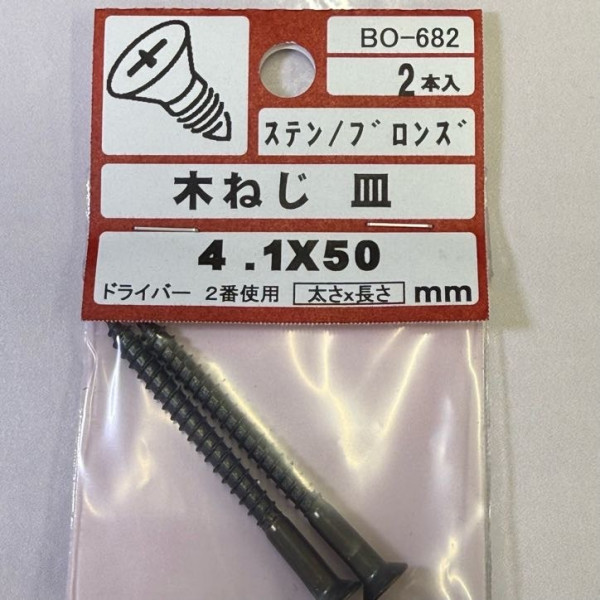 BO-682
2本入
ステン/ブロンズ
木ねじ 皿
4.1X50
ドライバー 2番使用 太さx長さ mm